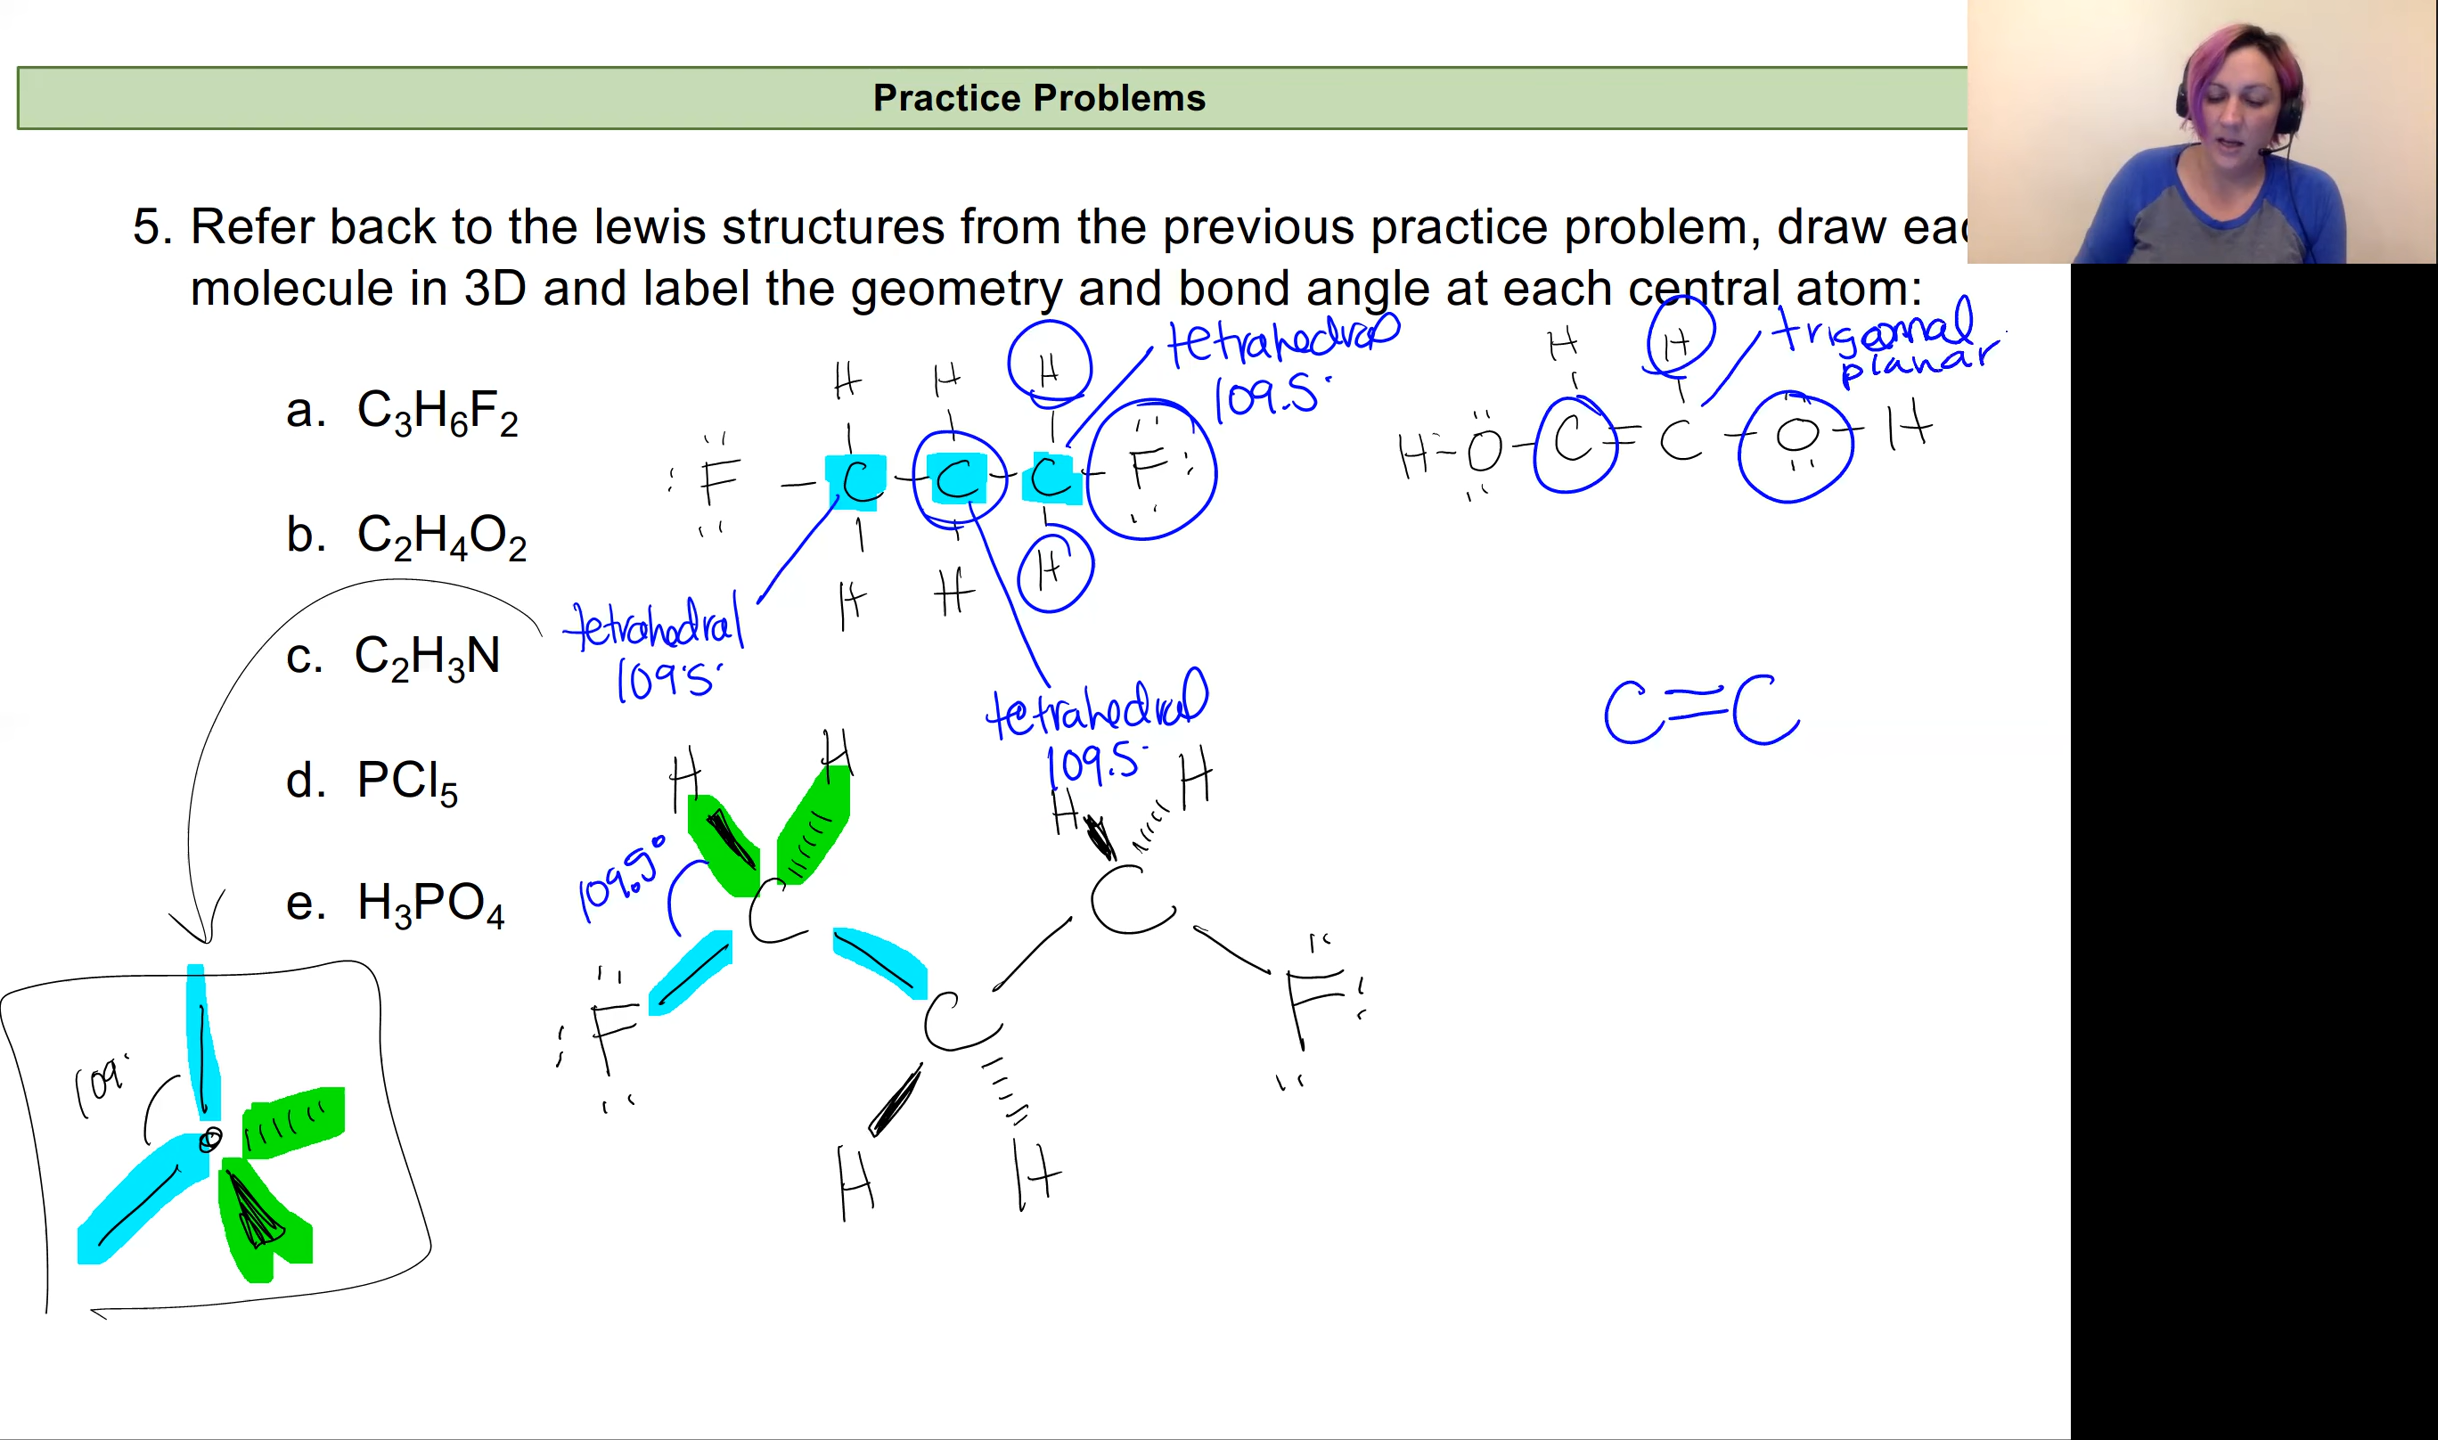 Practice Problems
5. Refer back to the lewis structures from the previous practice problem, draw eac
molecule in 3D and label the geometry and bond angle at each central atom:
a. C3H6F2
b. C2H4O2
c. C2H3N
d. PCl5
e. H3PO4
H H H
F - C - C - C - F
H H H
tetrahedral
109.5°
tetrahedral
109.5°
tetrahedral
109.5°
H H
H - O - C = C - O - H
trigonal
planar
C=C
H H
109.5°
C
F
C
H H
H H
C
F
109°